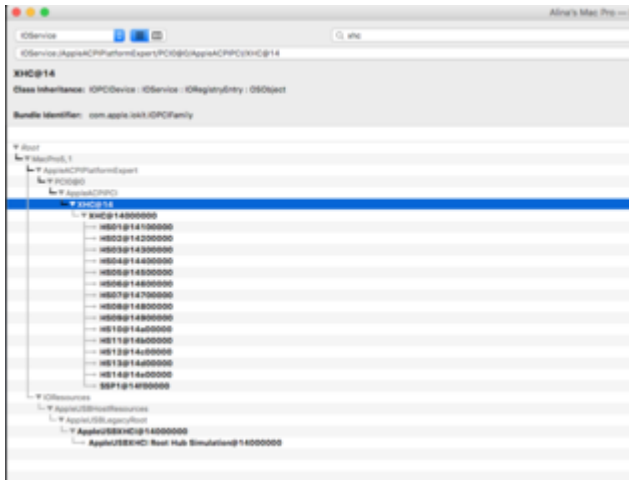 Alina's Mac Pro —
IOService
xhc
IOService:/AppleACPIPlatformExpert/PCI0@0/AppleACPIPCI/XHC@14
XHC@14
Class Inheritance: IOPCIDevice : IOService : IORegistryEntry : OSObject
Bundle Identifier: com.apple.iokit.IOPCIFamily
Root
MacPro5,1
AppleACPIPlatformExpert
PCI0@0
AppleACPIPCI
XHC@14
XHC@14000000
HS01@14100000
HS02@14200000
HS03@14300000
HS04@14400000
HS05@14500000
HS06@14600000
HS07@14700000
HS08@14800000
HS09@14900000
HS10@14a00000
HS11@14b00000
HS12@14c00000
HS13@14d00000
HS14@14e00000
SSP1@14f00000
IOResources
AppleUSBHostResources
AppleUSBLegacyRoot
AppleUSBXHCI@14000000
AppleUSBXHCI Root Hub Simulation@14000000